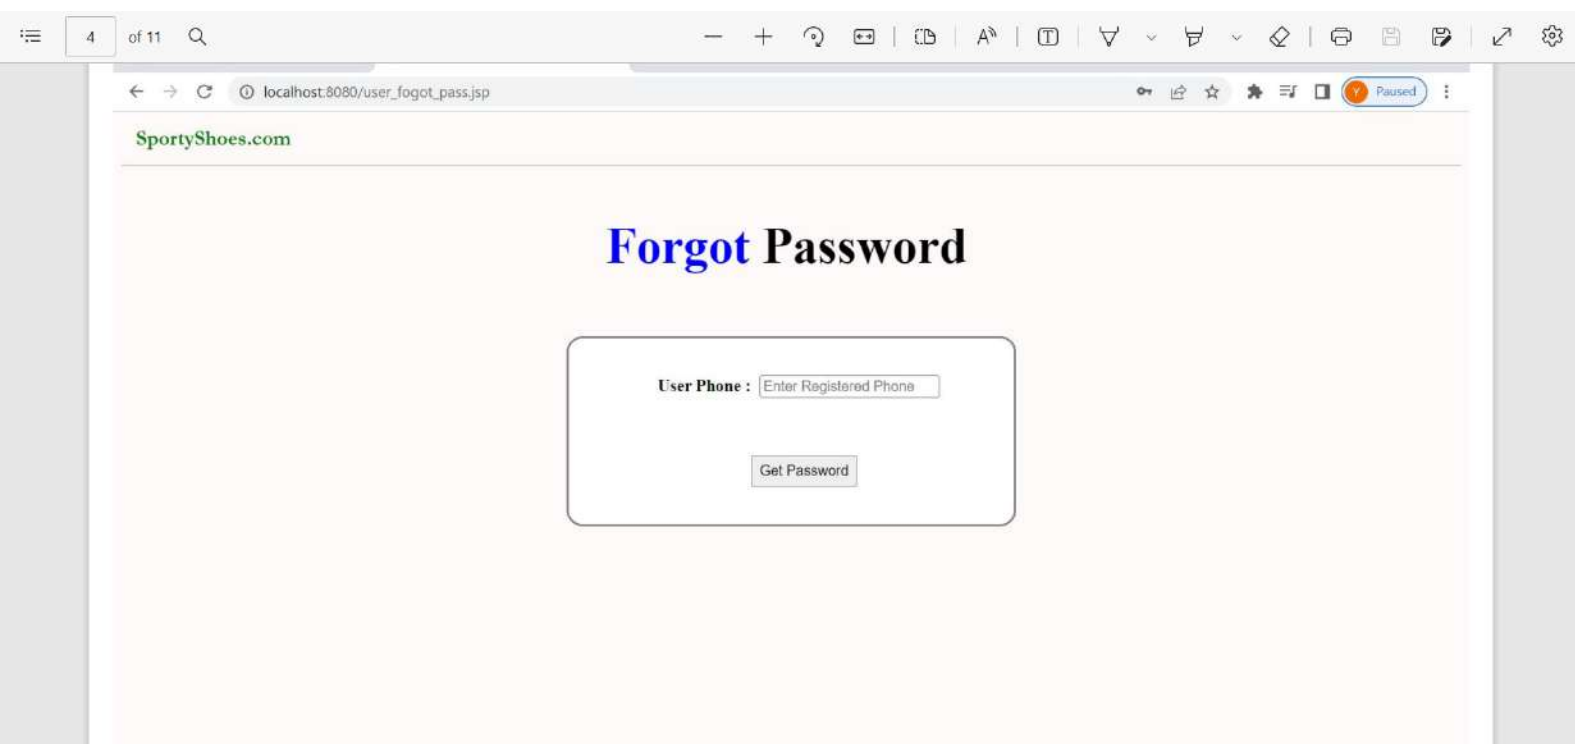 4 of 11
localhost:8080/user_fogot_pass.jsp
Y Paused
SportyShoes.com
Forgot Password
User Phone : Enter Registered Phone
Get Password